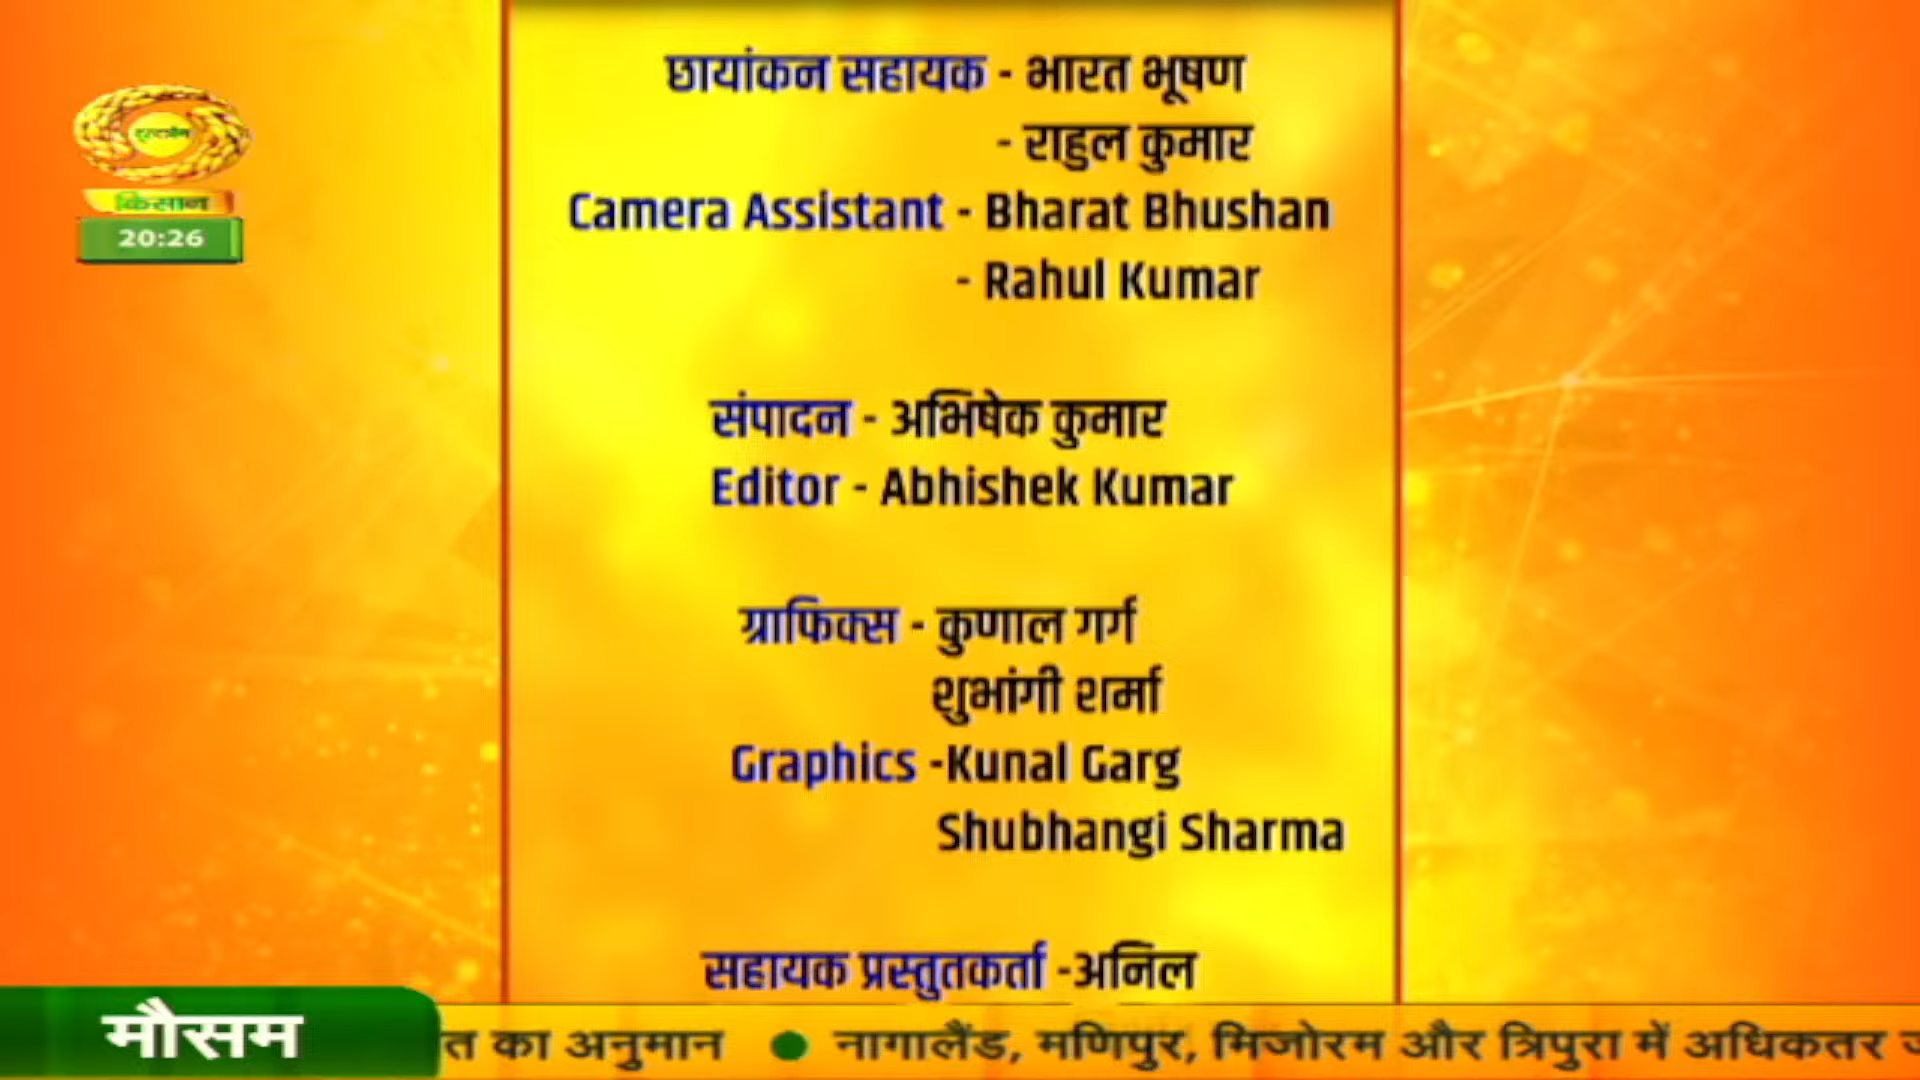 छायांकन सहायक - भारत भूषण
- राहुल कुमार
Camera Assistant - Bharat Bhushan
- Rahul Kumar
संपादन - अभिषेक कुमार
Editor - Abhishek Kumar
ग्राफिक्स - कुणाल गर्ग
शुभांगी शर्मा
Graphics -Kunal Garg
Shubhangi Sharma
सहायक प्रस्तुतकर्ता -अनिल
दूरदर्शन
किसान
20:26
मौसम
त का अनुमान ● नागालैंड, मणिपुर, मिजोरम और त्रिपुरा में अधिकतर